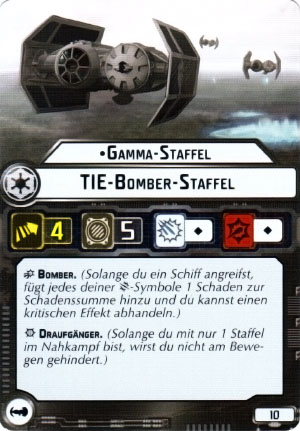 •Gamma-Staffel
TIE-Bomber-Staffel
4 5
Bomber. (Solange du ein Schiff angreifst,
fügt jedes deiner -Symbole 1 Schaden zur
Schadenssumme hinzu und du kannst einen
kritischen Effekt abhandeln.)
Draufgänger. (Solange du mit nur 1 Staffel
im Nahkampf bist, wirst du nicht am Bewe-
gen gehindert.)
10